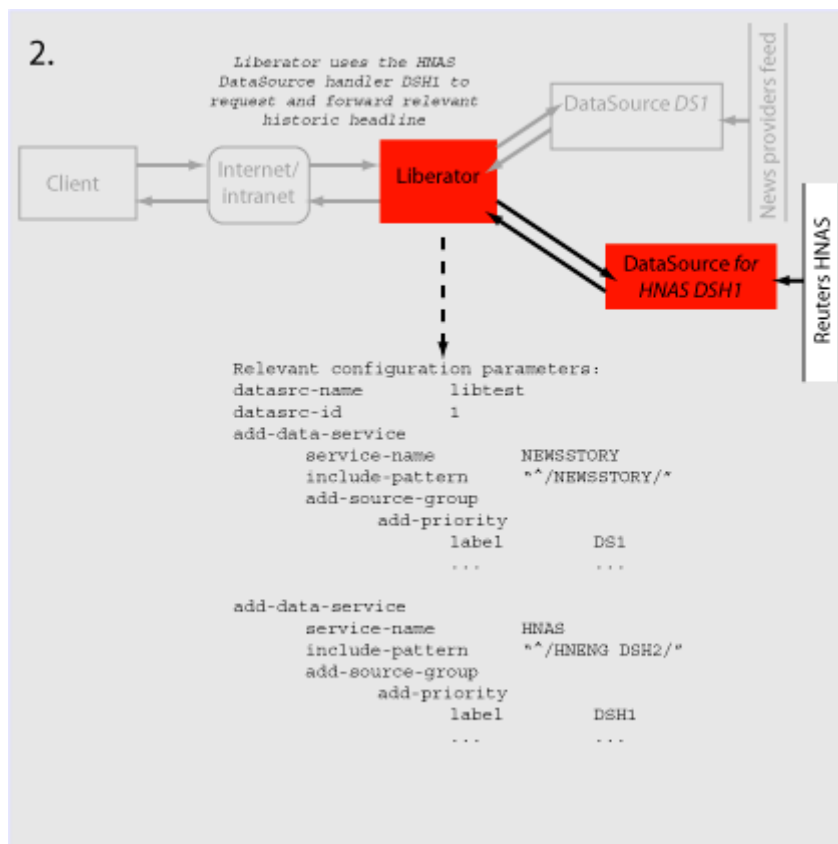 2.
Liberator uses the HNAS
DataSource handler DSH1 to
request and forward relevant
historic headline
Client
Internet/
intranet
Liberator
DataSource DS1
News providers feed
DataSource for
HNAS DSH1
Reuters HNAS
Relevant configuration parameters:
datasrc-name libtest
datasrc-id 1
add-data-service
service-name NEWSSTORY
include-pattern "^/NEWSSTORY/"
add-source-group
add-priority
label DS1
... ...
add-data-service
service-name HNAS
include-pattern "^/HNENG DSH2/"
add-source-group
add-priority
label DSH1
... ...